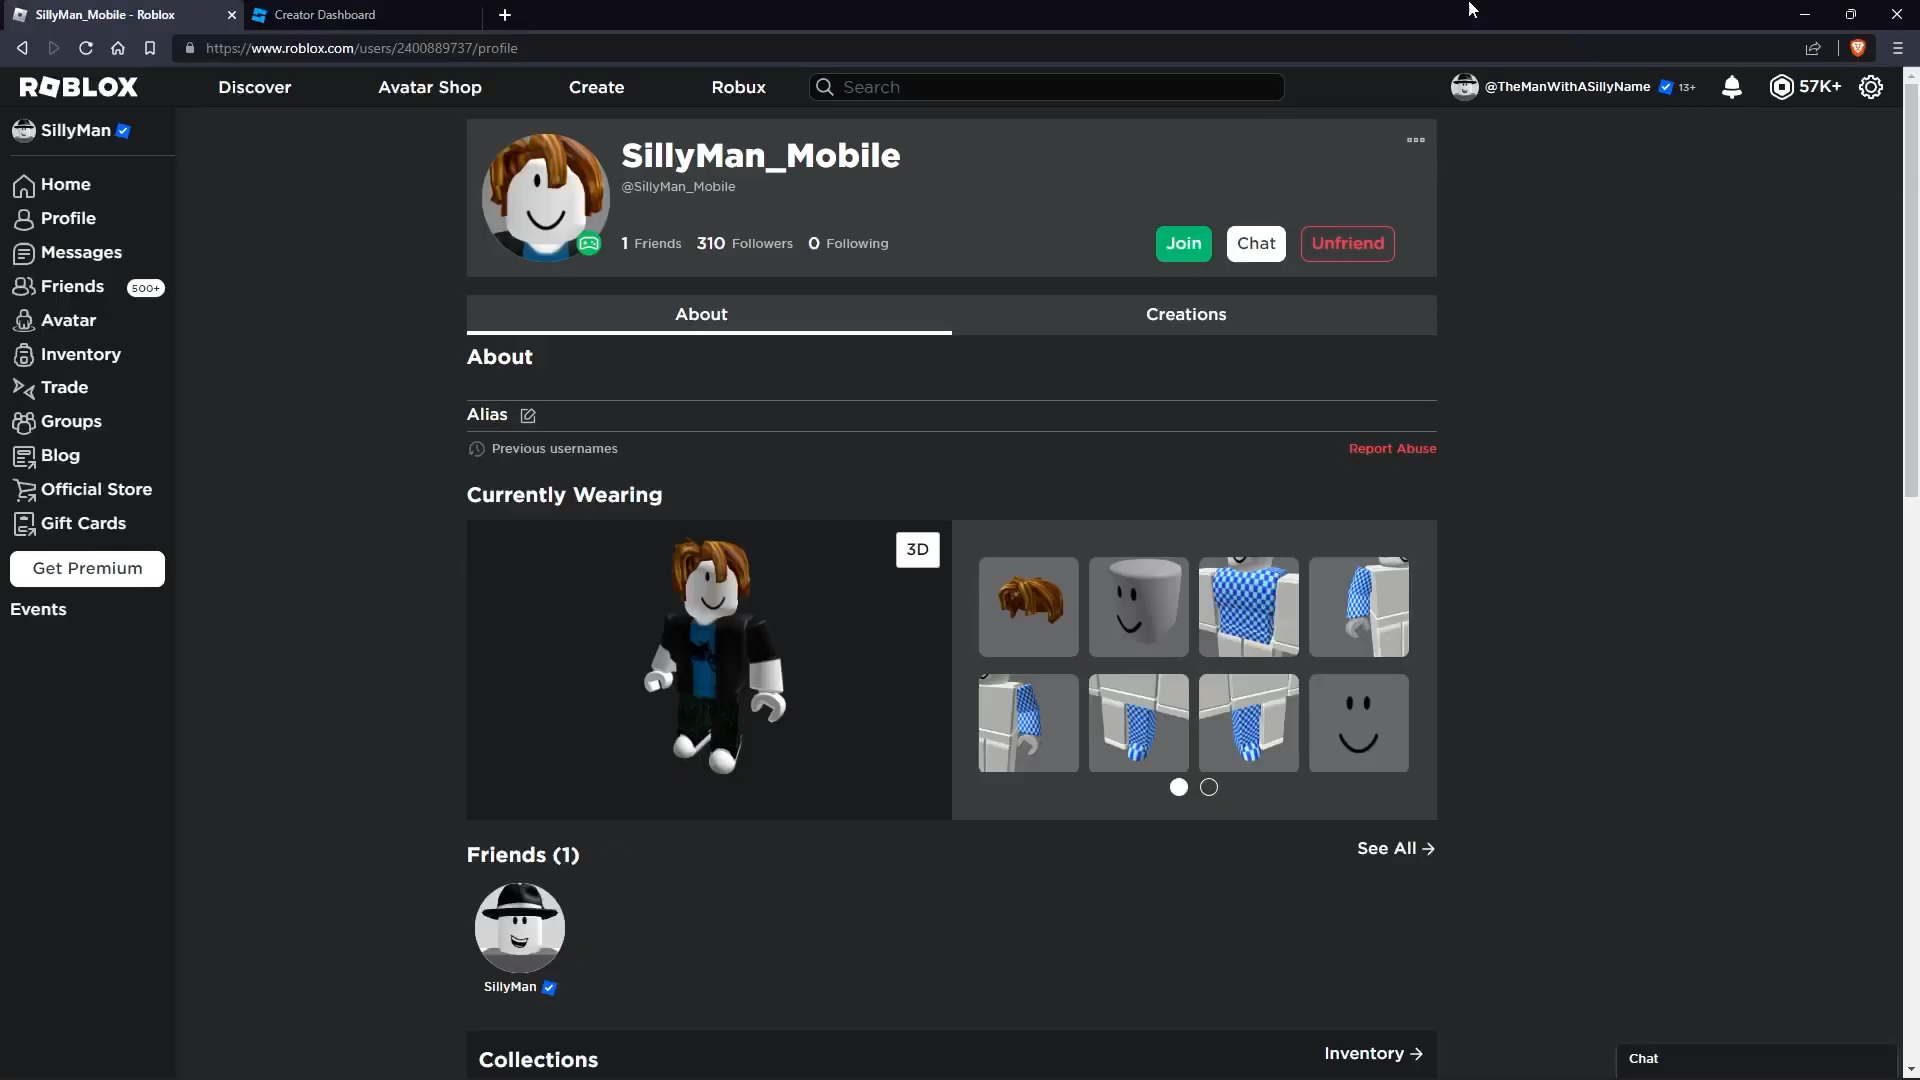 SillyMan_Mobile - Roblox
Creator Dashboard
https://www.roblox.com/users/2400889737/profile
ROBLOX
Discover
Avatar Shop
Create
Robux
Search
@TheManWithASillyName
13+
57K+
SillyMan
Home
Profile
Messages
Friends
500+
Avatar
Inventory
Trade
Groups
Blog
Official Store
Gift Cards
Get Premium
Events
SillyMan_Mobile
@SillyMan_Mobile
1 Friends 310 Followers 0 Following
Join
Chat
Unfriend
About
Creations
About
Alias
Previous usernames
Report Abuse
Currently Wearing
3D
Friends (1)
See All
SillyMan
Collections
Inventory
Chat